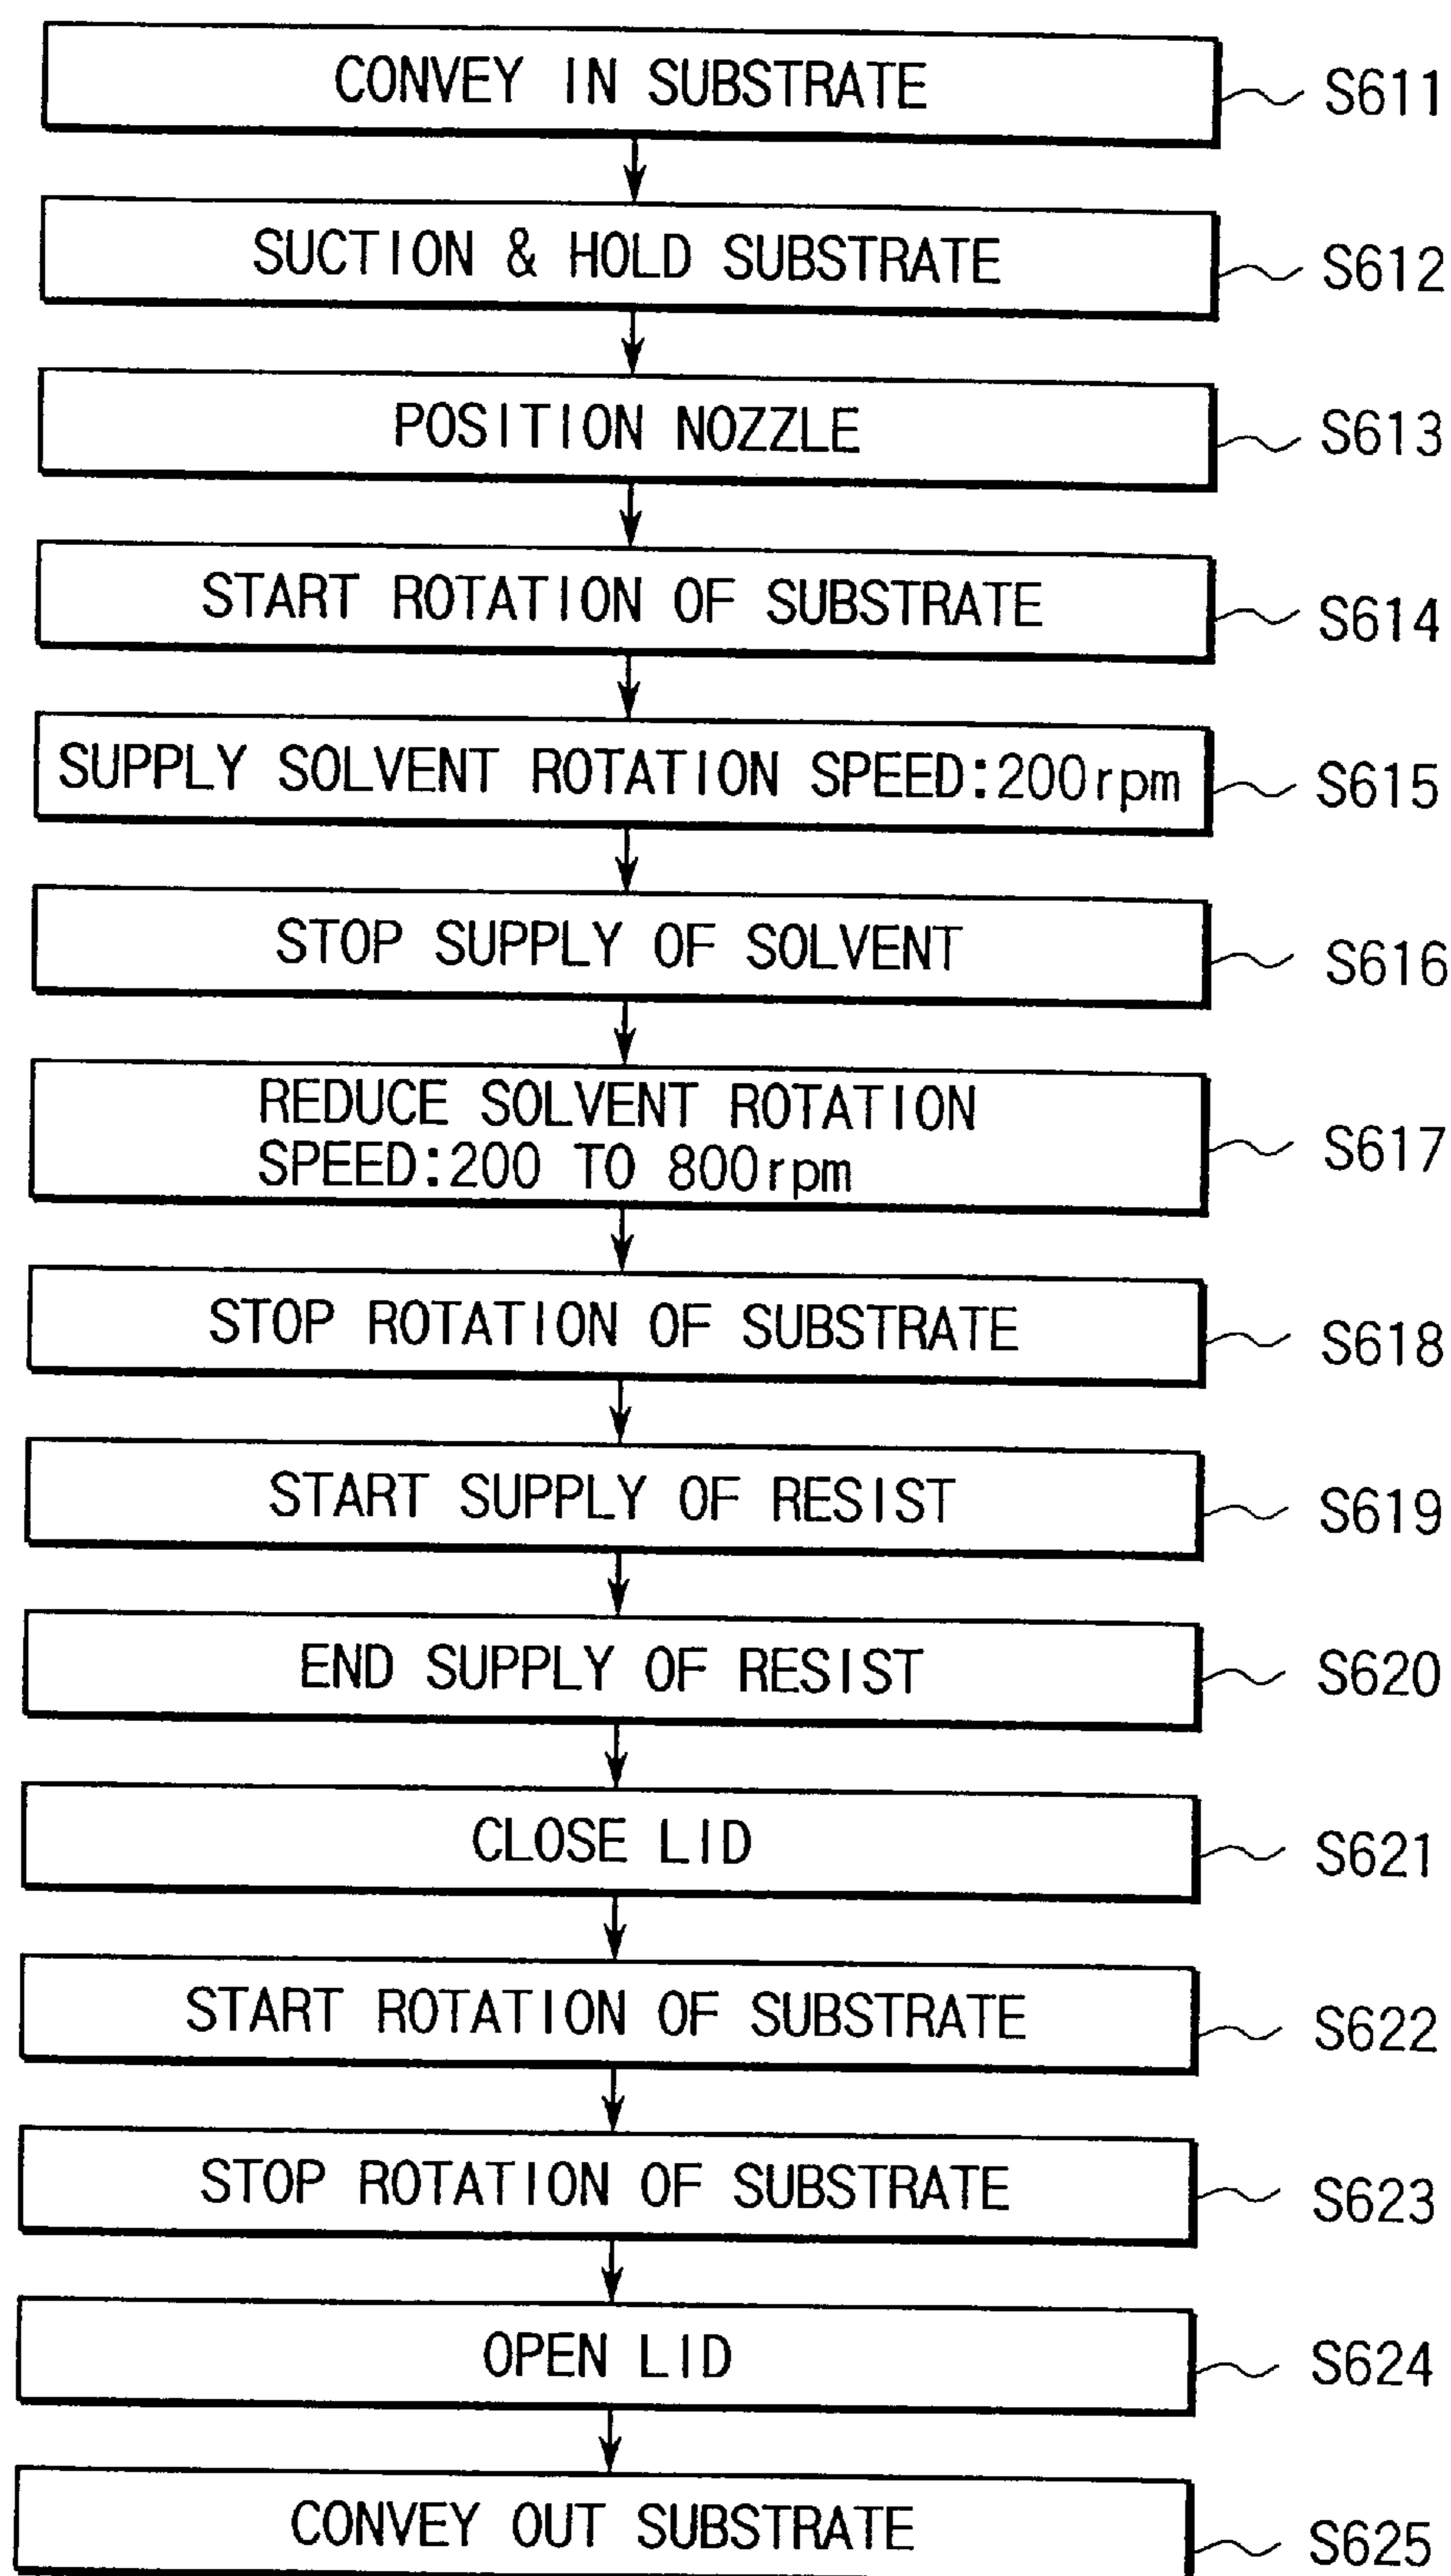 CONVEY IN SUBSTRATE S611
SUCTION & HOLD SUBSTRATE S612
POSITION NOZZLE S613
START ROTATION OF SUBSTRATE S614
SUPPLY SOLVENT ROTATION SPEED:200rpm S615
STOP SUPPLY OF SOLVENT S616
REDUCE SOLVENT ROTATION
SPEED:200 TO 800rpm S617
STOP ROTATION OF SUBSTRATE S618
START SUPPLY OF RESIST S619
END SUPPLY OF RESIST S620
CLOSE LID S621
START ROTATION OF SUBSTRATE S622
STOP ROTATION OF SUBSTRATE S623
OPEN LID S624
CONVEY OUT SUBSTRATE S625